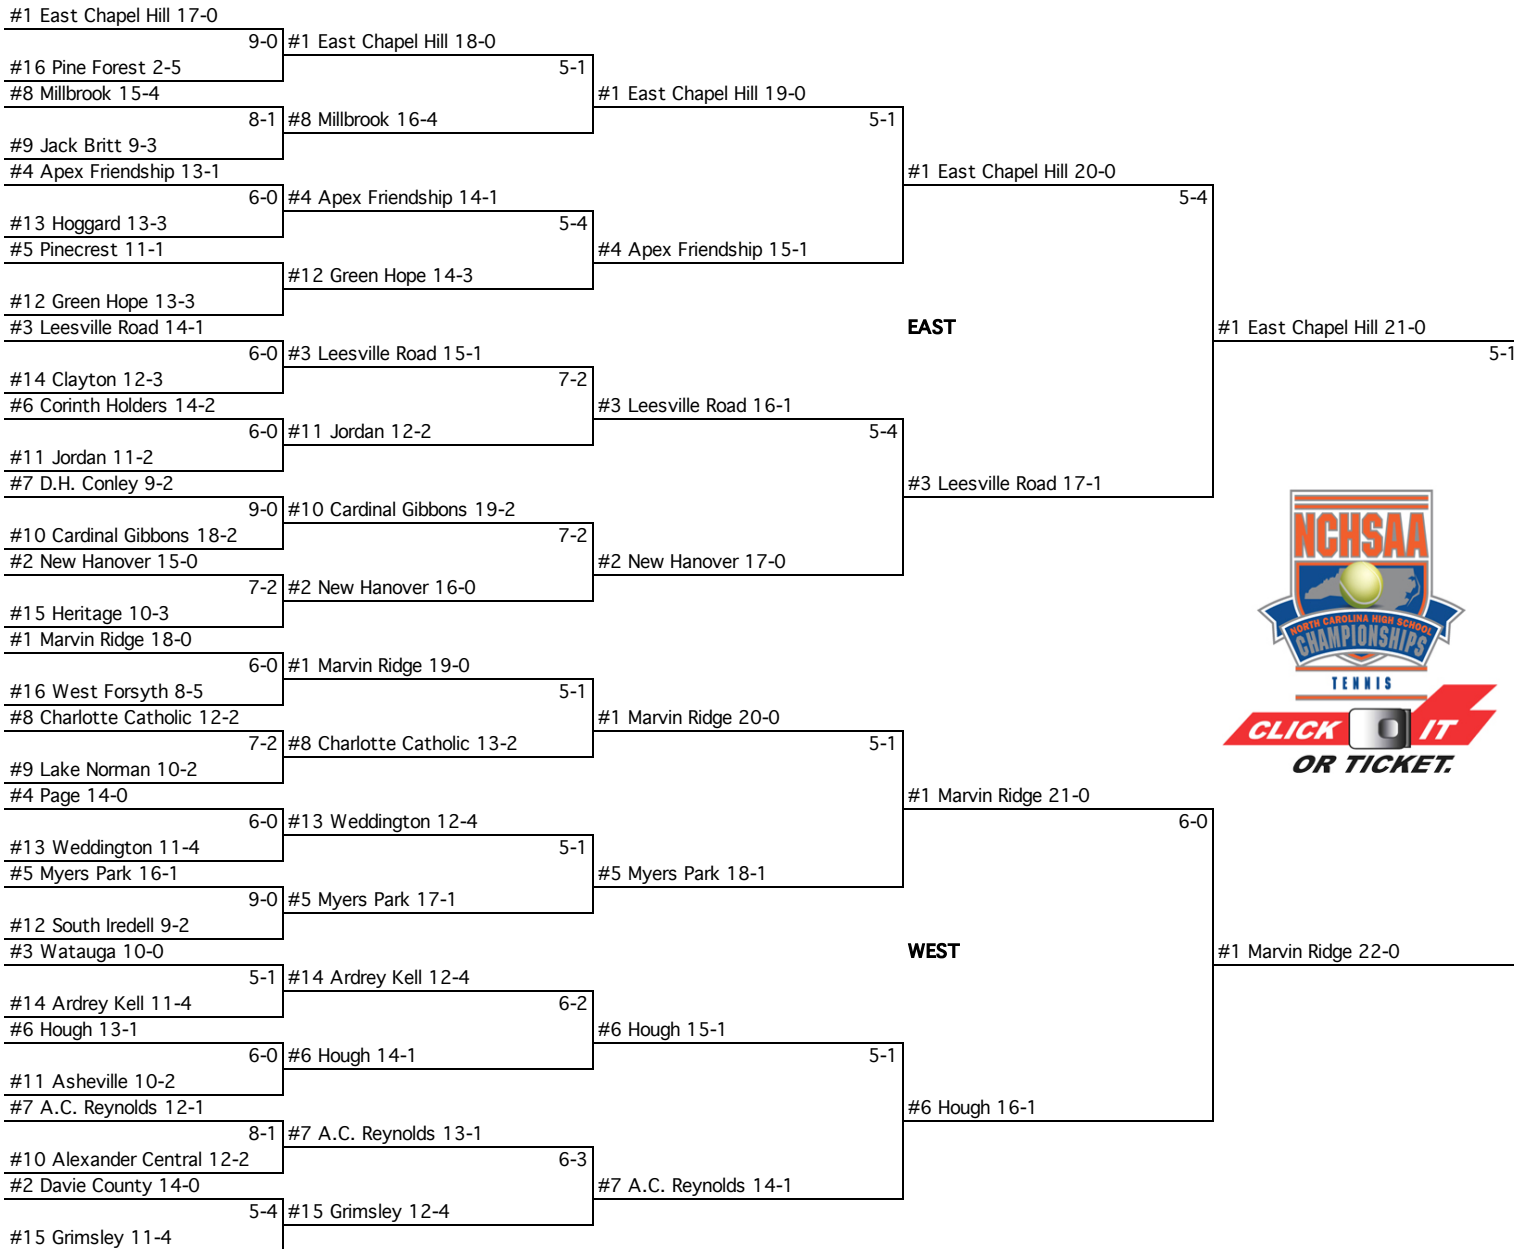 #1 East Chapel Hill 17-0
9-0
#1 East Chapel Hill 18-0
#16 Pine Forest 2-5
5-1
#8 Millbrook 15-4
#1 East Chapel Hill 19-0
8-1
#8 Millbrook 16-4
5-1
#9 Jack Britt 9-3
#4 Apex Friendship 13-1
#1 East Chapel Hill 20-0
6-0
#4 Apex Friendship 14-1
5-4
#13 Hoggard 13-3
5-4
#5 Pinecrest 11-1
#4 Apex Friendship 15-1
#12 Green Hope 14-3
#12 Green Hope 13-3
#3 Leesville Road 14-1
EAST
#1 East Chapel Hill 21-0
6-0
#3 Leesville Road 15-1
5-1
#14 Clayton 12-3
7-2
#6 Corinth Holders 14-2
#3 Leesville Road 16-1
6-0
#11 Jordan 12-2
5-4
#11 Jordan 11-2
#7 D.H. Conley 9-2
#3 Leesville Road 17-1
9-0
#10 Cardinal Gibbons 19-2
#10 Cardinal Gibbons 18-2
7-2
#2 New Hanover 15-0
#2 New Hanover 17-0
7-2
#2 New Hanover 16-0
#15 Heritage 10-3
NCHSAA
NORTH CAROLINA HIGH SCHOOL
CHAMPIONSHIPS
TENNIS
CLICK IT
OR TICKET.
#1 Marvin Ridge 18-0
6-0
#1 Marvin Ridge 19-0
#16 West Forsyth 8-5
5-1
#8 Charlotte Catholic 12-2
#1 Marvin Ridge 20-0
7-2
#8 Charlotte Catholic 13-2
5-1
#9 Lake Norman 10-2
#4 Page 14-0
#1 Marvin Ridge 21-0
6-0
#13 Weddington 12-4
6-0
#13 Weddington 11-4
5-1
#5 Myers Park 16-1
#5 Myers Park 18-1
9-0
#5 Myers Park 17-1
#12 South Iredell 9-2
#3 Watauga 10-0
WEST
#1 Marvin Ridge 22-0
5-1
#14 Ardrey Kell 12-4
#14 Ardrey Kell 11-4
6-2
#6 Hough 13-1
#6 Hough 15-1
6-0
#6 Hough 14-1
5-1
#11 Asheville 10-2
#7 A.C. Reynolds 12-1
#6 Hough 16-1
8-1
#7 A.C. Reynolds 13-1
#10 Alexander Central 12-2
6-3
#2 Davie County 14-0
#7 A.C. Reynolds 14-1
5-4
#15 Grimsley 12-4
#15 Grimsley 11-4